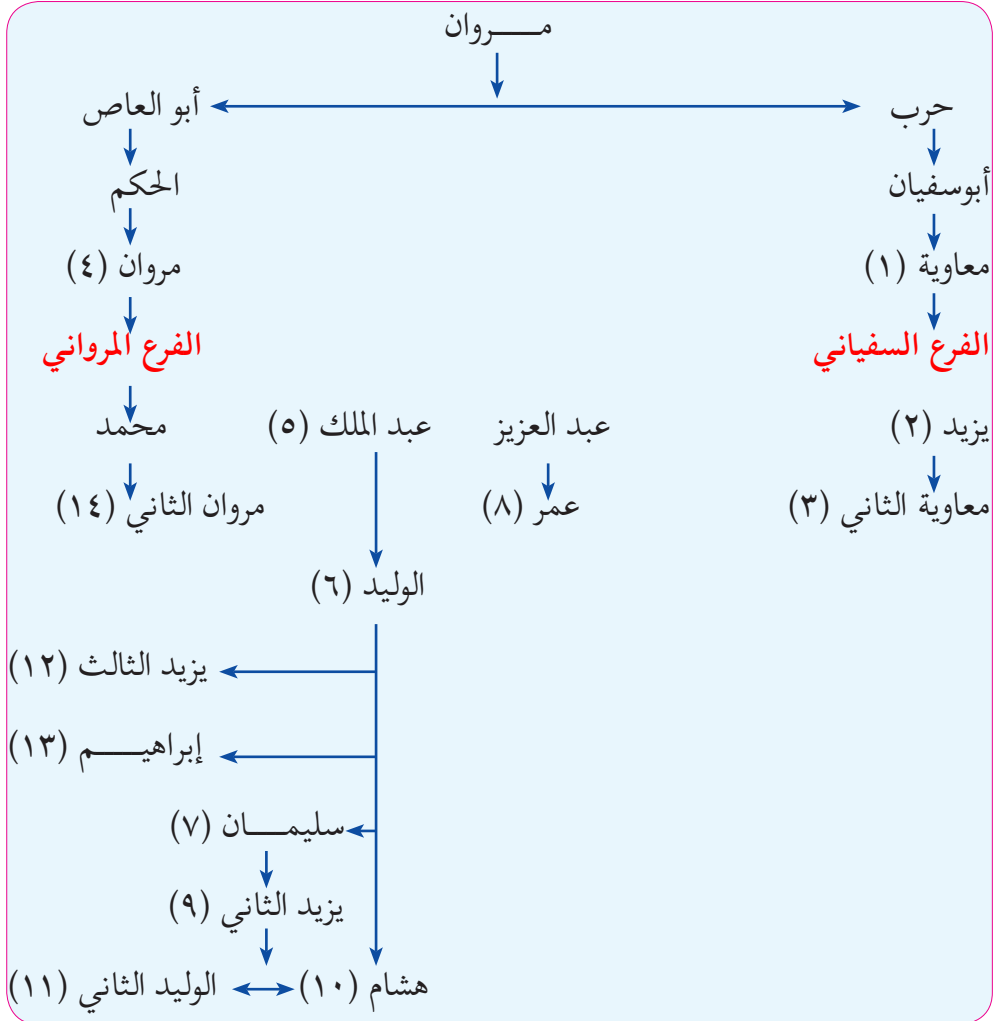 مـــــروان
حرب أبو العاص
أبوسفيان الحكم
معاوية (١) مروان (٤)
الفرع السفياني الفرع المرواني
يزيد (٢) عبد العزيز عبد الملك (٥) محمد
معاوية الثاني (٣) عمر (٨) مروان الثاني (١٤)
الوليد (٦)
يزيد الثالث (١٢)
إبراهيـــــم (١٣)
سليمـــــان (٧)
يزيد الثاني (٩)
هشام (١٠) الوليد الثاني (١١)